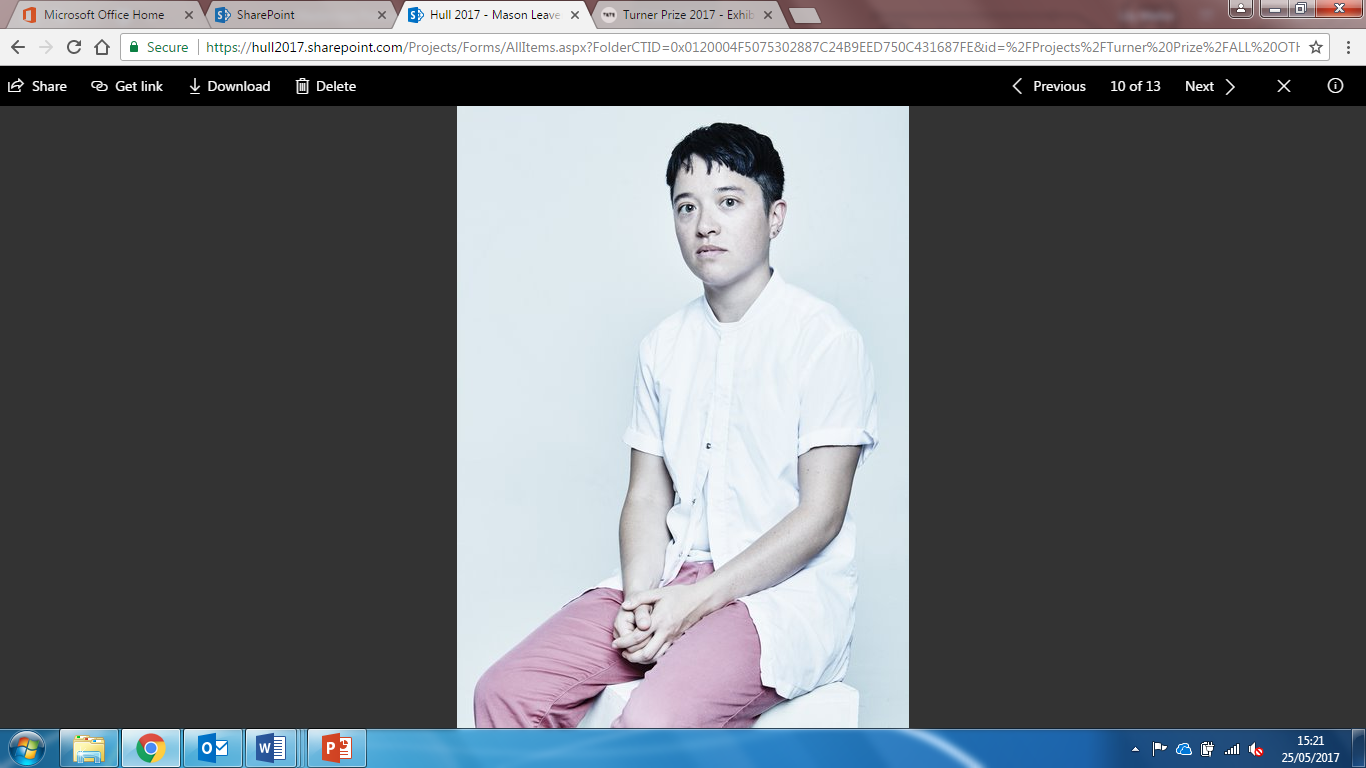 Microsoft Office Home
SharePoint
Hull 2017 - Mason Leave
Turner Prize 2017 - Exhib
Secure
https://hull2017.sharepoint.com/Projects/Forms/AllItems.aspx?FolderCTID=0x0120004F5075302887C24B9EED750C431687FE&id=%2FProjects%2FTurner%20Prize%2FALL%20OTH
Share
Get link
Download
Delete
Previous
10 of 13
Next
15:21
25/05/2017